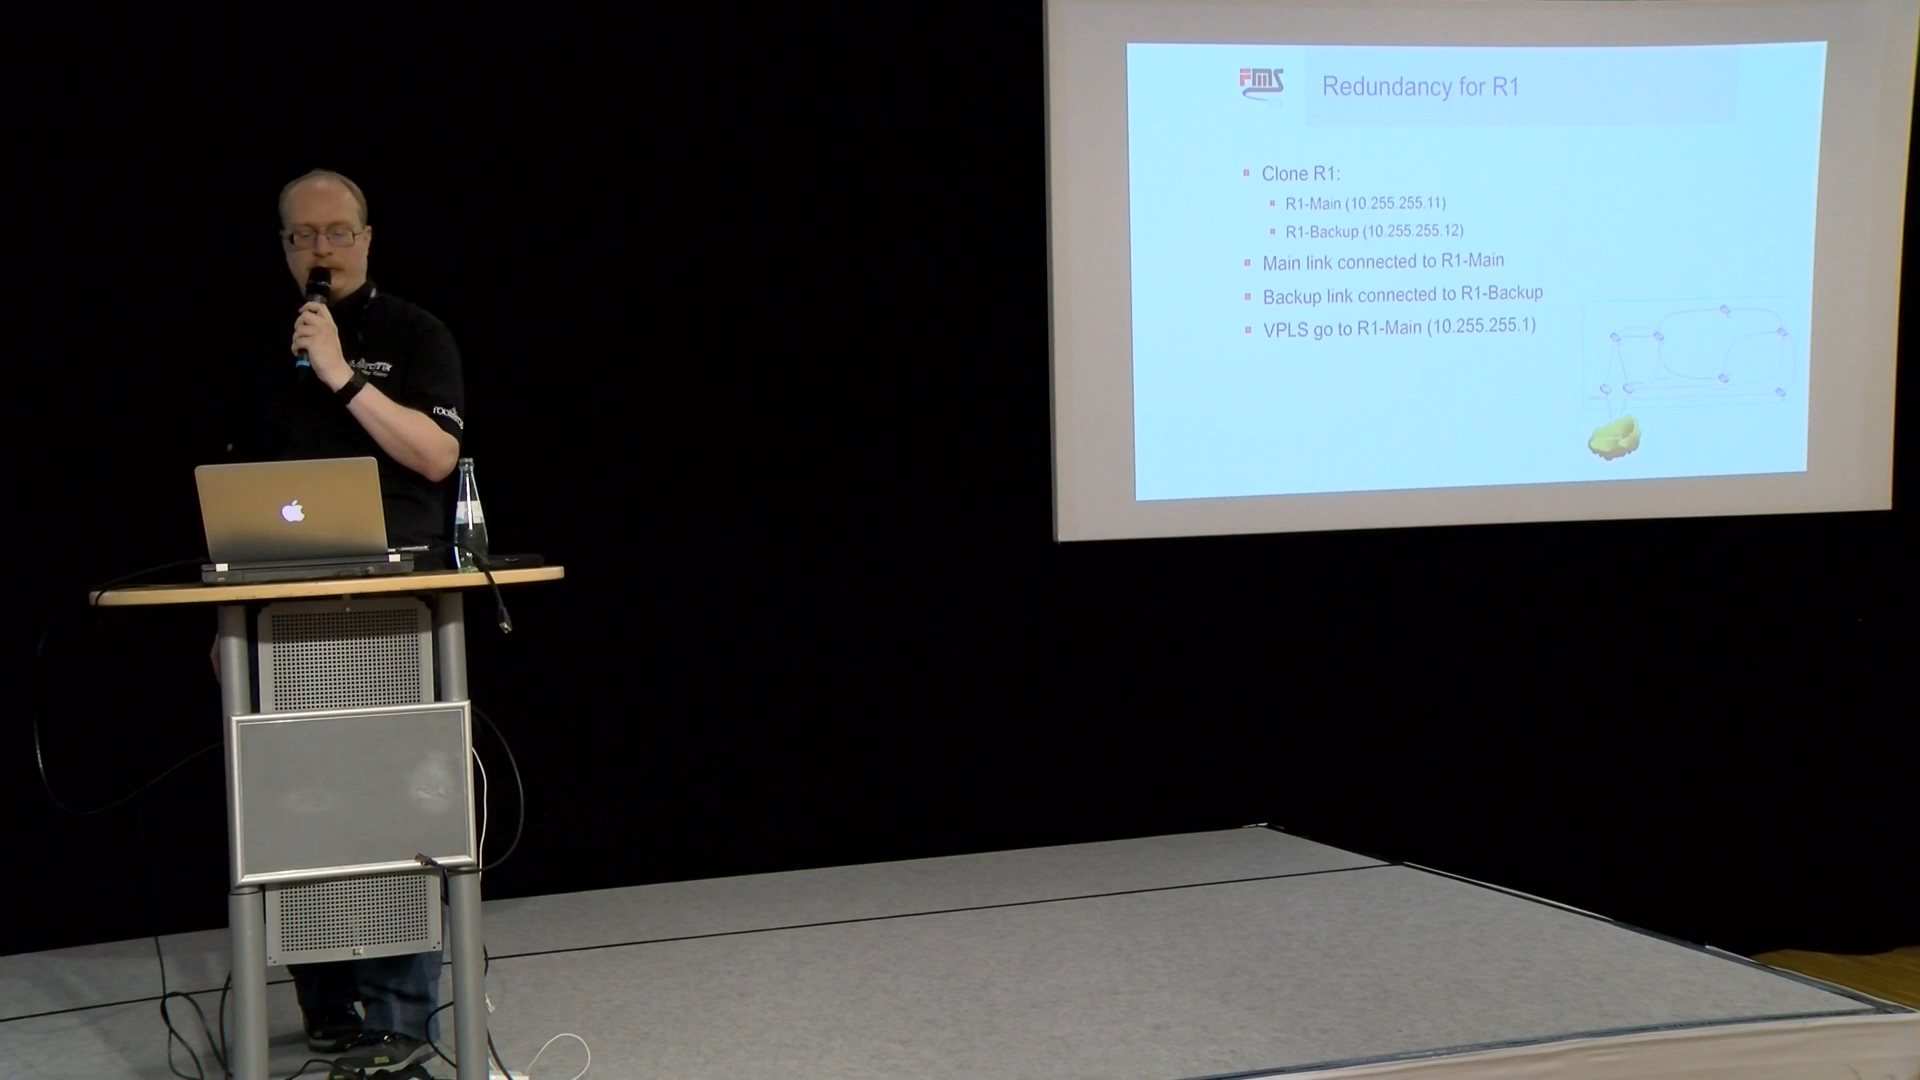 FMS
Redundancy for R1
Clone R1:
R1-Main (10.255.255.11)
R1-Backup (10.255.255.12)
Main link connected to R1-Main
Backup link connected to R1-Backup
VPLS go to R1-Main (10.255.255.1)
MikroTik